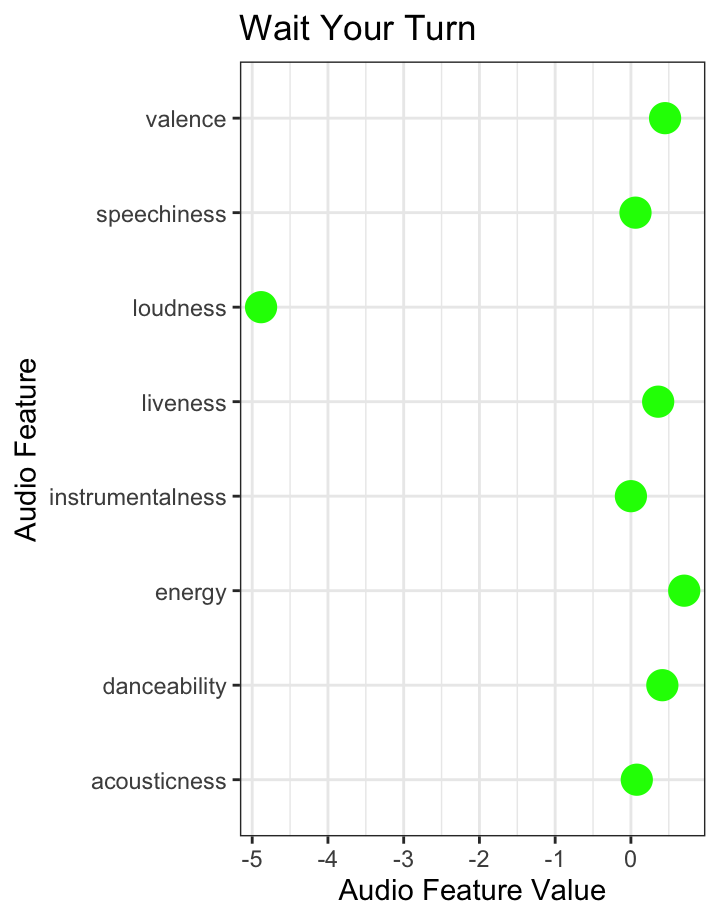 Wait Your Turn
valence
speechiness
loudness
liveness
instrumentalness
energy
danceability
acousticness
Audio Feature
-5 -4 -3 -2 -1 0
Audio Feature Value